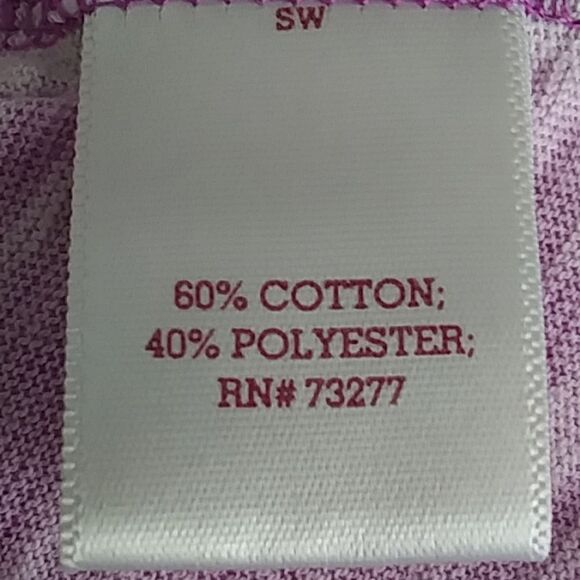 SW
60% COTTON;
40% POLYESTER;
RN# 73277